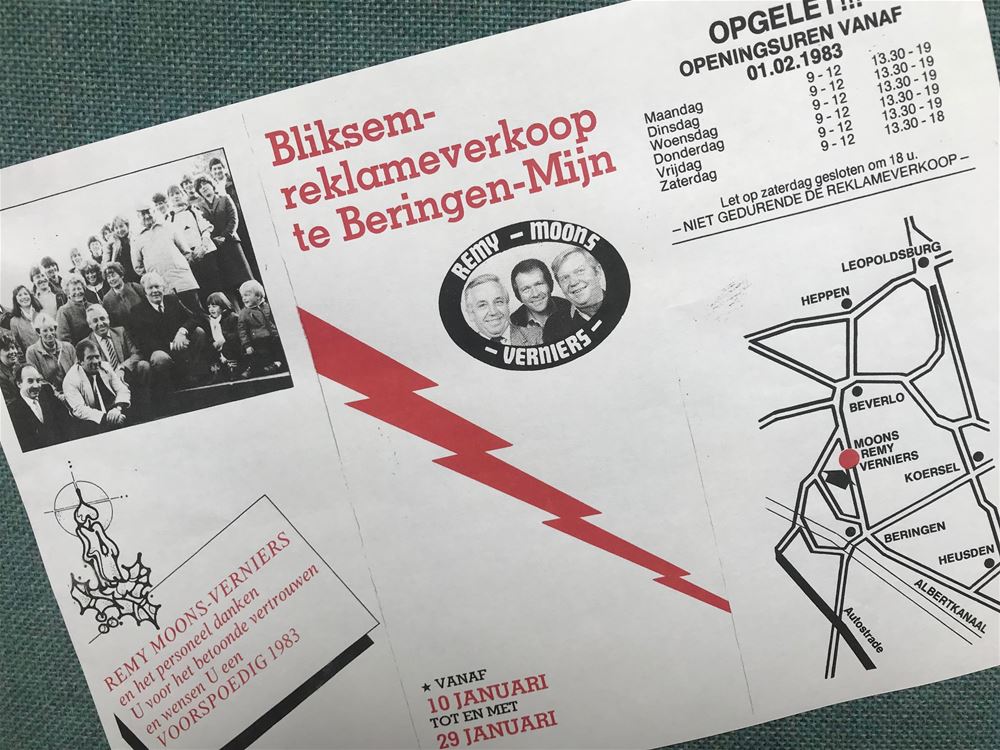 OPGELET!!!
OPENINGSUREN VANAF
01.02.1983
Maandag 9-12 13.30-19
Dinsdag 9-12 13.30-19
Woensdag 9-12 13.30-19
Donderdag 9-12 13.30-19
Vrijdag 9-12 13.30-19
Zaterdag 9-12 13.30-18
Let op zaterdag gesloten om 18 u.
– NIET GEDURENDE DE REKLAMEVERKOOP –
Bliksem-
reklameverkoop
te Beringen-Mijn
REMY – MOONS
– VERNIERS –
★ VANAF
10 JANUARI
TOT EN MET
29 JANUARI
REMY MOONS-VERNIERS
en het personeel danken
U voor het betoonde vertrouwen
en wensen U een
VOORSPOEDIG 1983
LEOPOLDSBURG
HEPPEN
BEVERLO
MOONS
REMY
VERNIERS
KOERSEL
BERINGEN
HEUSDEN
ALBERTKANAAL
Autostrade